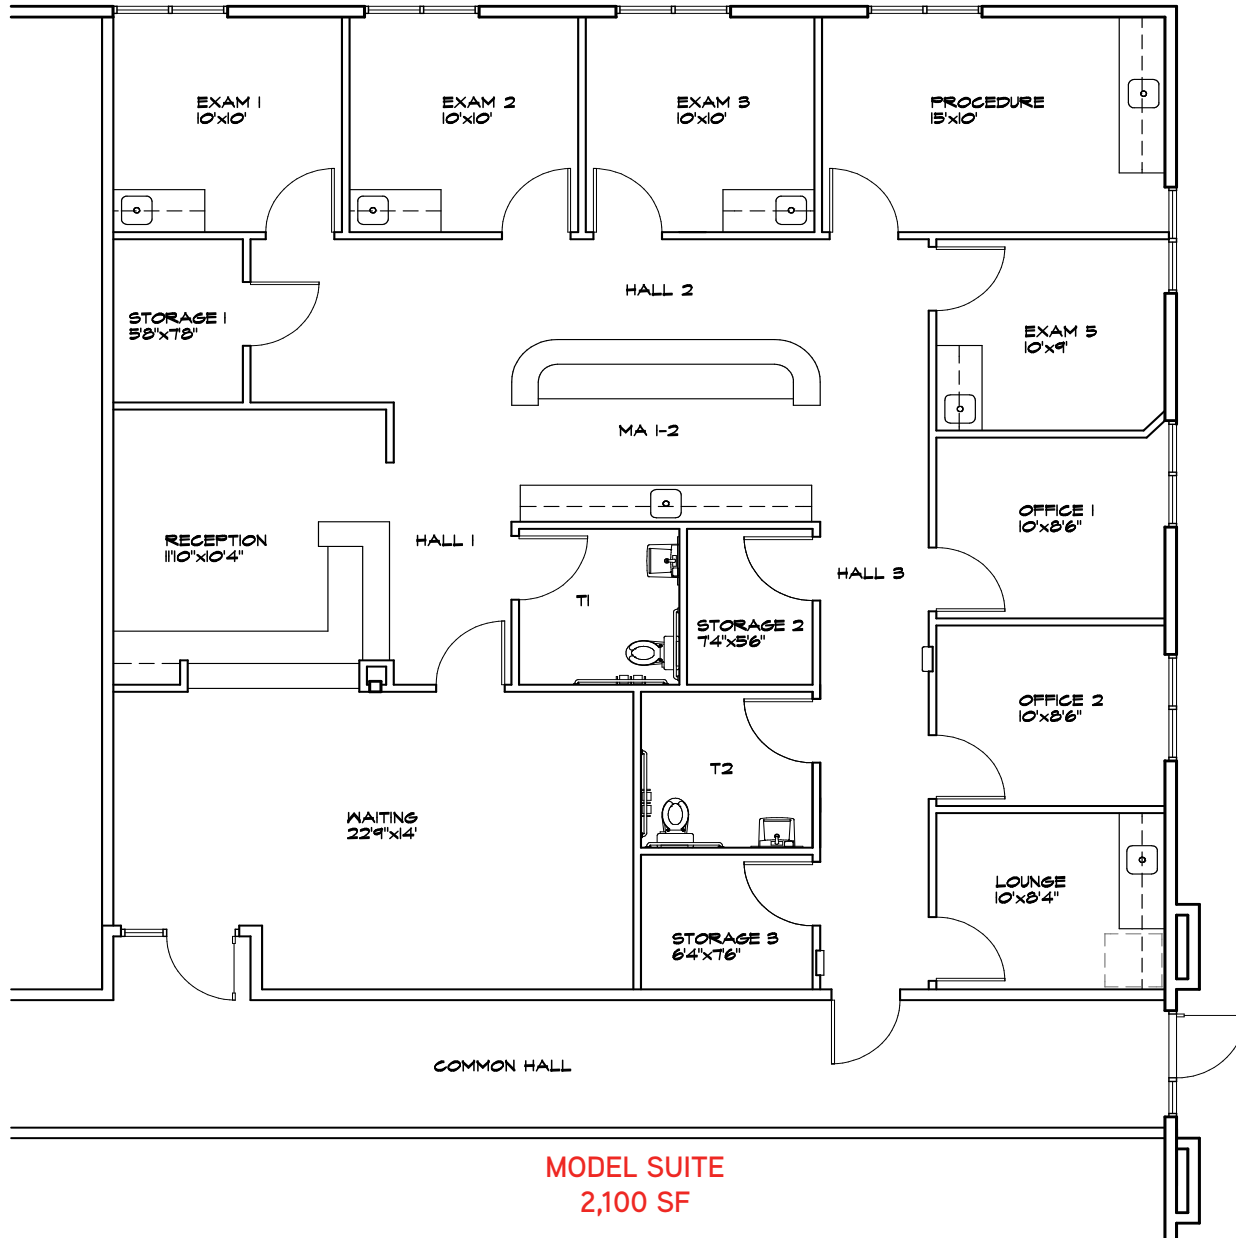 EXAM 1
10'x10'
EXAM 2
10'x10'
EXAM 3
10'x10'
PROCEDURE
15'x10'
HALL 2
STORAGE 1
5'8"x7'8"
EXAM 5
10'x9'
MA 1-2
RECEPTION
11'10"x10'4"
HALL 1
OFFICE 1
10'x8'6"
HALL 3
T1
STORAGE 2
7'4"x5'6"
OFFICE 2
10'x8'6"
T2
WAITING
22'9"x14'
LOUNGE
10'x8'4"
STORAGE 3
6'4"x7'6"
COMMON HALL
MODEL SUITE
2,100 SF